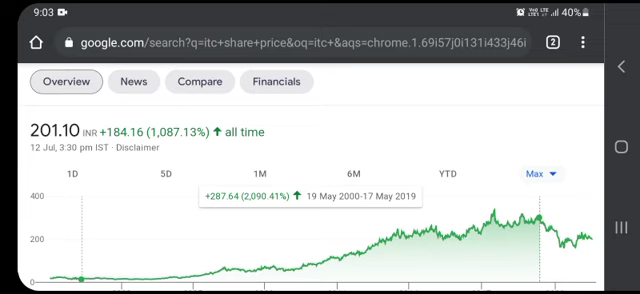 9:03 40%
google.com/search?q=itc+share+price&oq=itc+&aqs=chrome.1.69i57j0i131i433j46i 2
Overview News Compare Financials
201.10 INR +184.16 (1,087.13%) ↑ all time
12 Jul, 3:30 pm IST · Disclaimer
1D 5D 1M 6M YTD Max
+287.64 (2,090.41%) ↑ 19 May 2000-17 May 2019
400
200
0